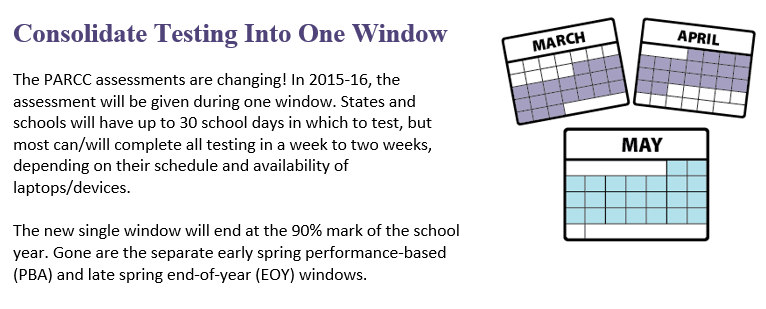 Consolidate Testing Into One Window
The PARCC assessments are changing! In 2015-16, the
assessment will be given during one window. States and
schools will have up to 30 school days in which to test, but
most can/will complete all testing in a week to two weeks,
depending on their schedule and availability of
laptops/devices.
The new single window will end at the 90% mark of the school
year. Gone are the separate early spring performance-based
(PBA) and late spring end-of-year (EOY) windows.
MARCH
APRIL
MAY